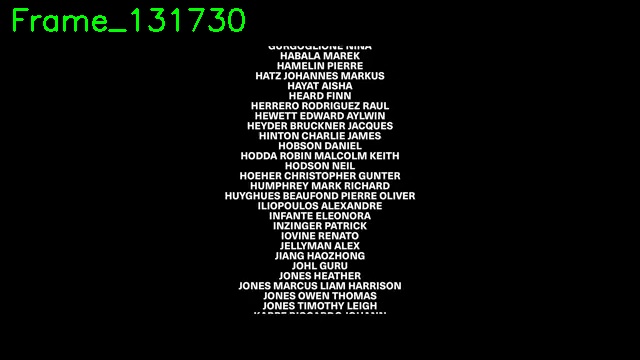 Frame_131730
GURGOGLIONE NINA
HABALA MAREK
HAMELIN PIERRE
HATZ JOHANNES MARKUS
HAYAT AISHA
HEARD FINN
HERRERO RODRIGUEZ RAUL
HEWETT EDWARD AYLWIN
HEYDER BRUCKNER JACQUES
HINTON CHARLIE JAMES
HOBSON DANIEL
HODDA ROBIN MALCOLM KEITH
HODSON NEIL
HOEHER CHRISTOPHER GUNTER
HUMPHREY MARK RICHARD
HUYGHUES BEAUFOND PIERRE OLIVER
ILIOPOULOS ALEXANDRE
INFANTE ELEONORA
INZINGER PATRICK
IOVINE RENATO
JELLYMAN ALEX
JIANG HAOZHONG
JOHL GURU
JONES HEATHER
JONES MARCUS LIAM HARRISON
JONES OWEN THOMAS
JONES TIMOTHY LEIGH